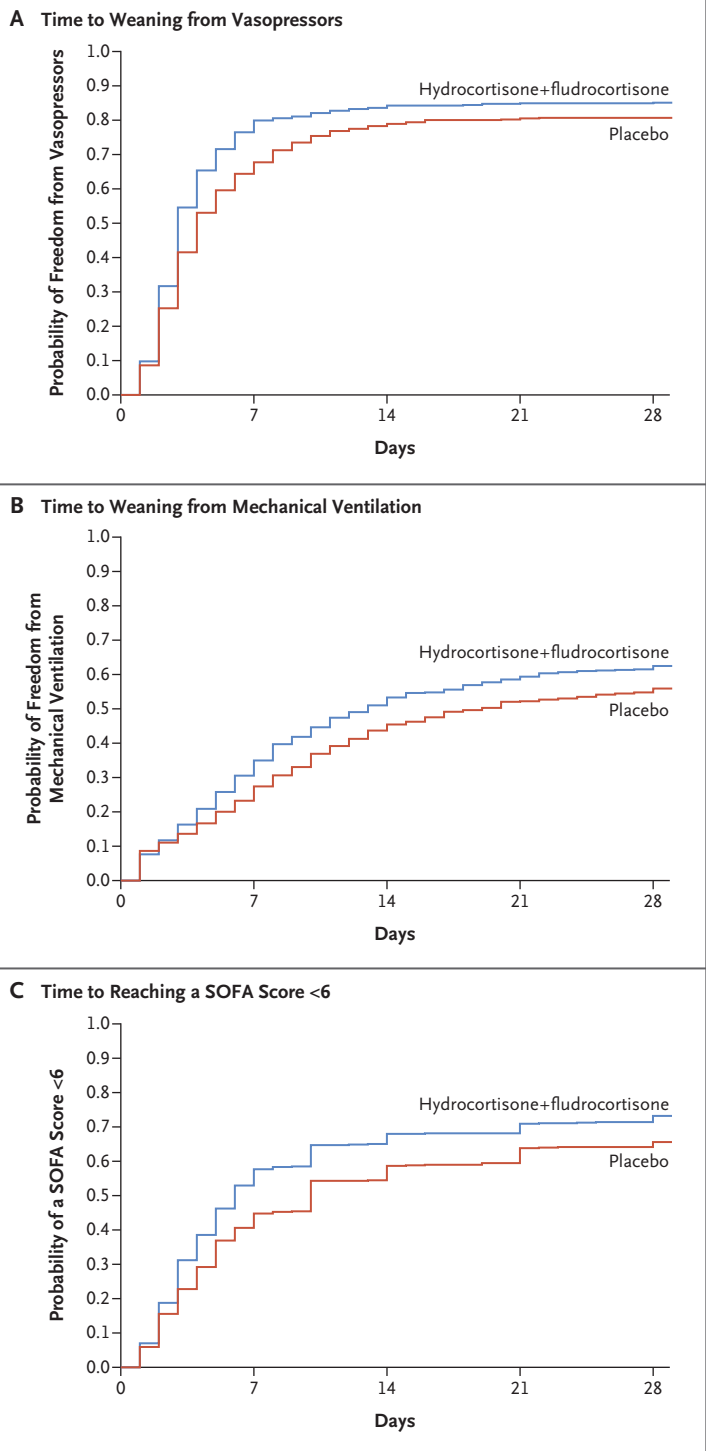 A Time to Weaning from Vasopressors
Probability of Freedom from Vasopressors
1.0
0.9
0.8
0.7
0.6
0.5
0.4
0.3
0.2
0.1
0.0
Hydrocortisone+fludrocortisone
Placebo
0 7 14 21 28
Days
B Time to Weaning from Mechanical Ventilation
Probability of Freedom from
Mechanical Ventilation
1.0
0.9
0.8
0.7
0.6
0.5
0.4
0.3
0.2
0.1
0.0
Hydrocortisone+fludrocortisone
Placebo
0 7 14 21 28
Days
C Time to Reaching a SOFA Score <6
Probability of a SOFA Score <6
1.0
0.9
0.8
0.7
0.6
0.5
0.4
0.3
0.2
0.1
0.0
Hydrocortisone+fludrocortisone
Placebo
0 7 14 21 28
Days